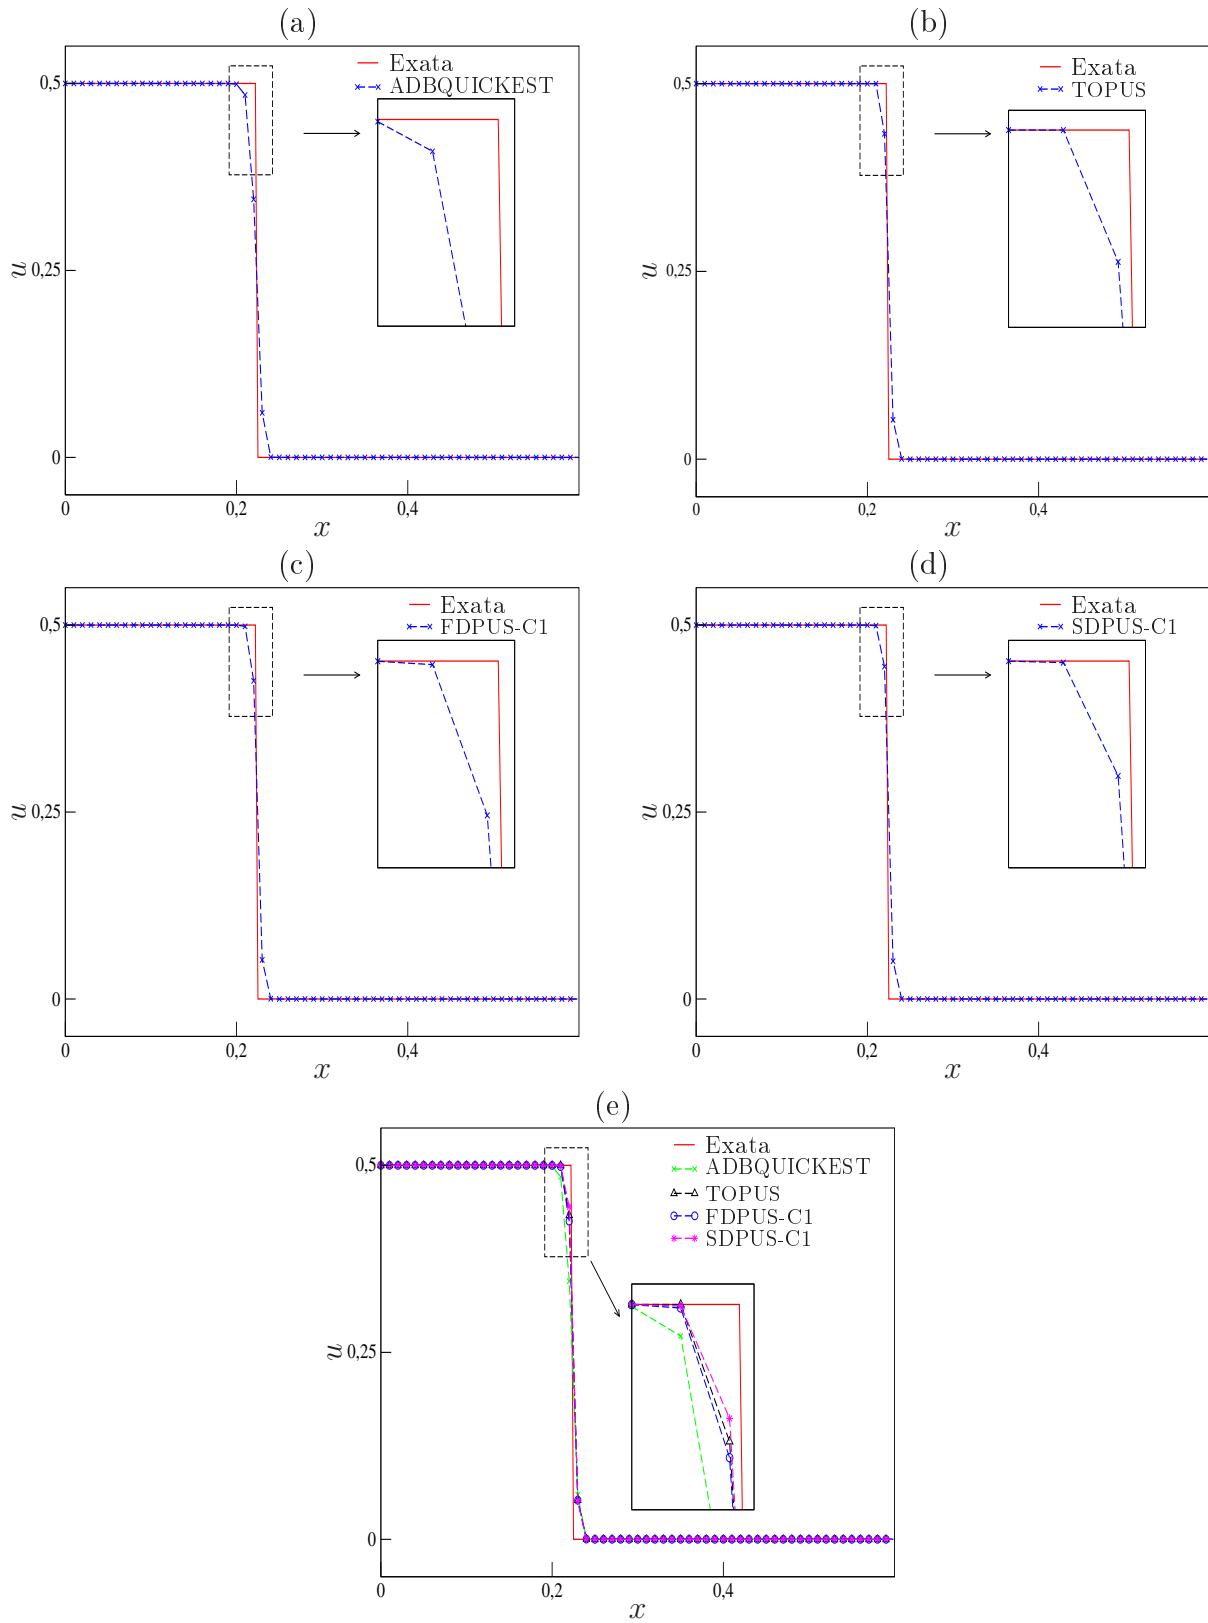 (a)
Exata
ADBQUICKEST
0,5
0,25
0
u
0
0,2
0,4
x
(b)
Exata
TOPUS
0,5
0,25
0
u
0
0,2
0,4
x
(c)
Exata
FDPUS-C1
0,5
0,25
0
u
0
0,2
0,4
x
(d)
Exata
SDPUS-C1
0,5
0,25
0
u
0
0,2
0,4
x
(e)
Exata
ADBQUICKEST
TOPUS
FDPUS-C1
SDPUS-C1
0,5
0,25
0
u
0
0,2
0,4
x